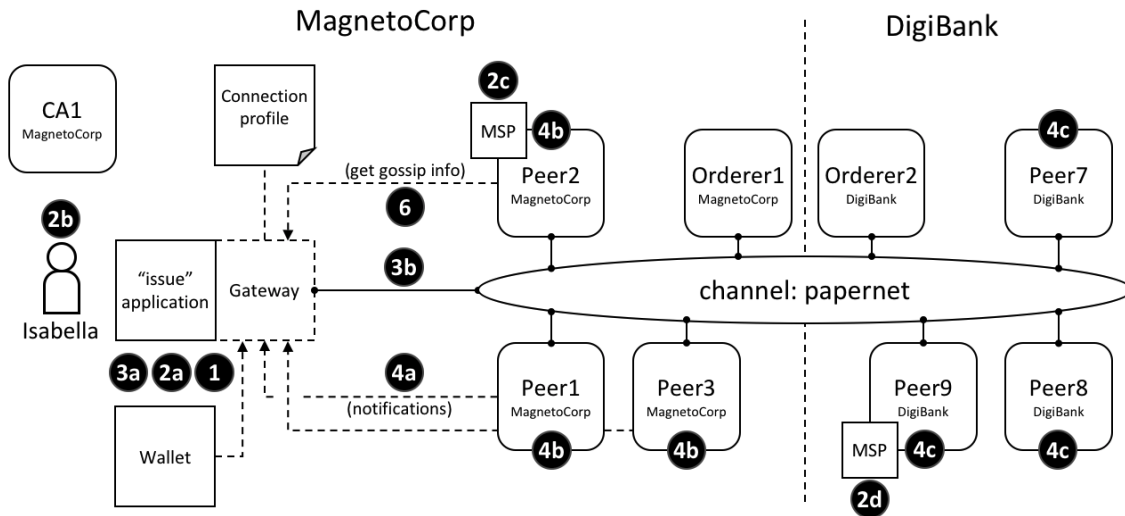 MagnetoCorp
DigiBank
CA1
MagnetoCorp
Connection
profile
2c
MSP
4b
Peer2
MagnetoCorp
Orderer1
MagnetoCorp
Orderer2
DigiBank
4c
Peer7
DigiBank
(get gossip info)
6
2b
Isabella
“issue”
application
Gateway
3b
channel: papernet
3a
2a
1
4a
(notifications)
Wallet
Peer1
MagnetoCorp
4b
Peer3
MagnetoCorp
4b
Peer9
DigiBank
MSP
4c
2d
Peer8
DigiBank
4c